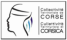 Collectivité
Territoriale de
CORSE
Cullettività
Territuriale di
CORSICA